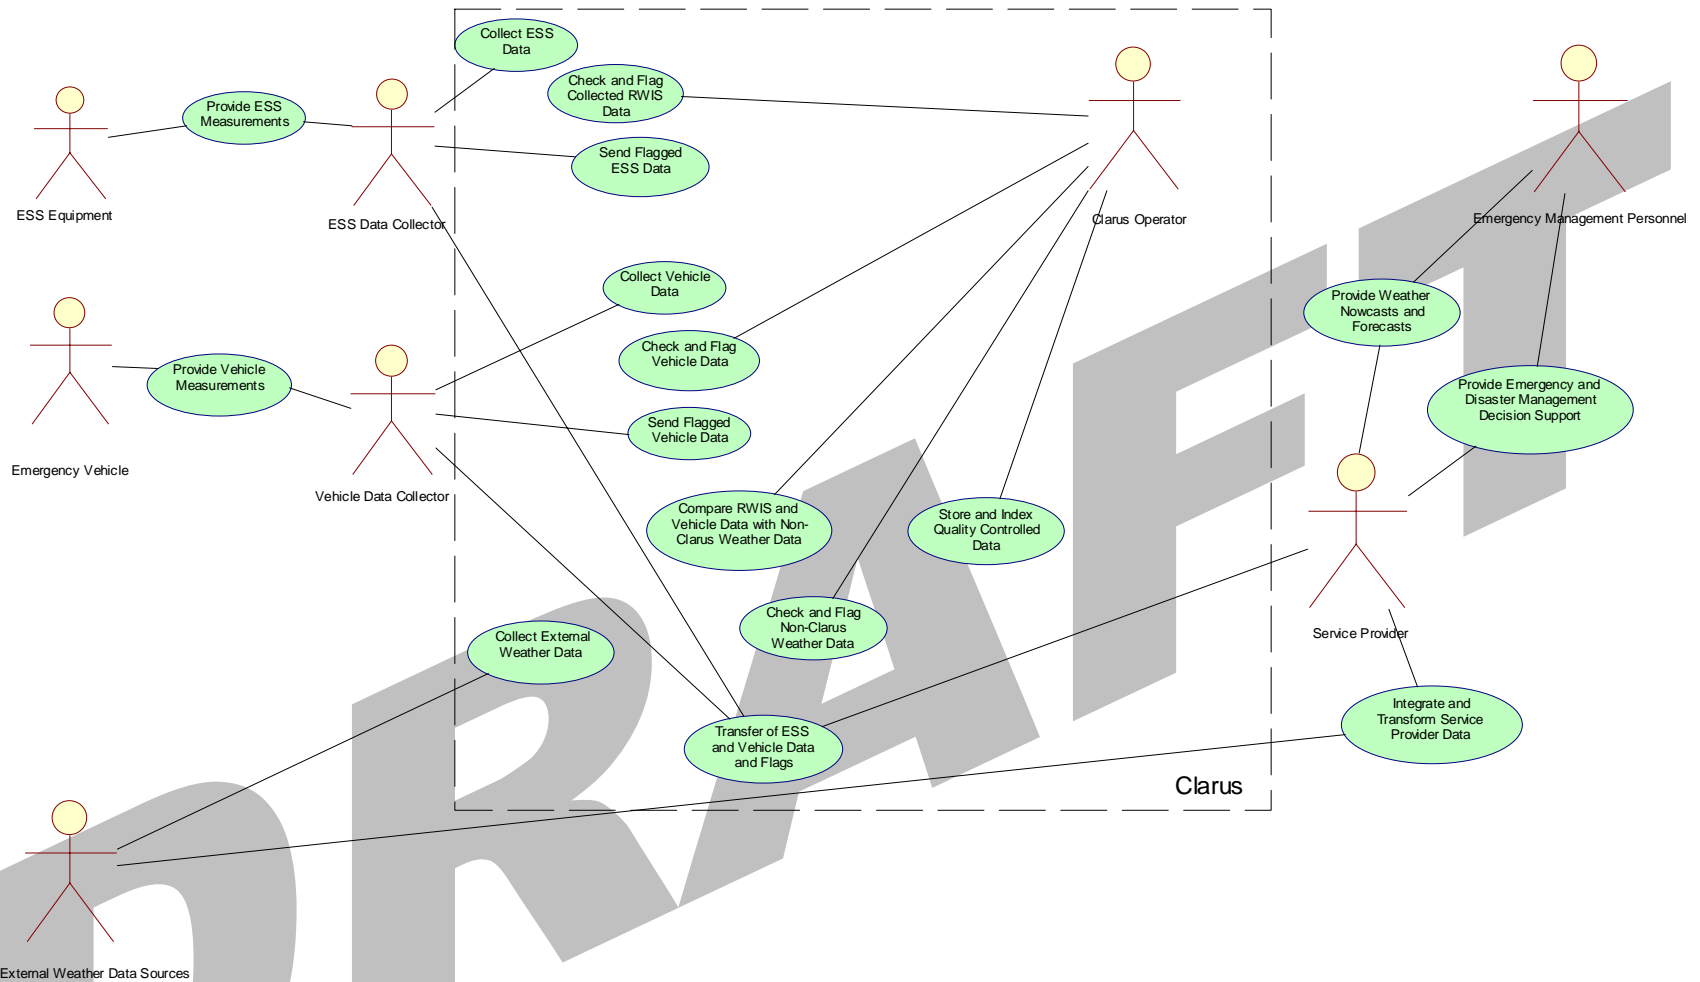 Collect ESS
Data
Check and Flag
Collected RWIS
Data
Provide ESS
Measurements
Send Flagged
ESS Data
ESS Equipment
ESS Data Collector
Clarus Operator
Emergency Management Personnel
Collect Vehicle
Data
Provide Weather
Nowcasts and
Forecasts
Check and Flag
Vehicle Data
Provide Vehicle
Measurements
Provide Emergency and
Disaster Management
Decision Support
Send Flagged
Vehicle Data
Emergency Vehicle
Vehicle Data Collector
Compare RWIS and
Vehicle Data with Non-
Clarus Weather Data
Store and Index
Quality Controlled
Data
Check and Flag
Non-Clarus
Weather Data
Collect External
Weather Data
Service Provider
Transfer of ESS
and Vehicle Data
and Flags
Integrate and
Transform Service
Provider Data
Clarus
External Weather Data Sources
DRAFT